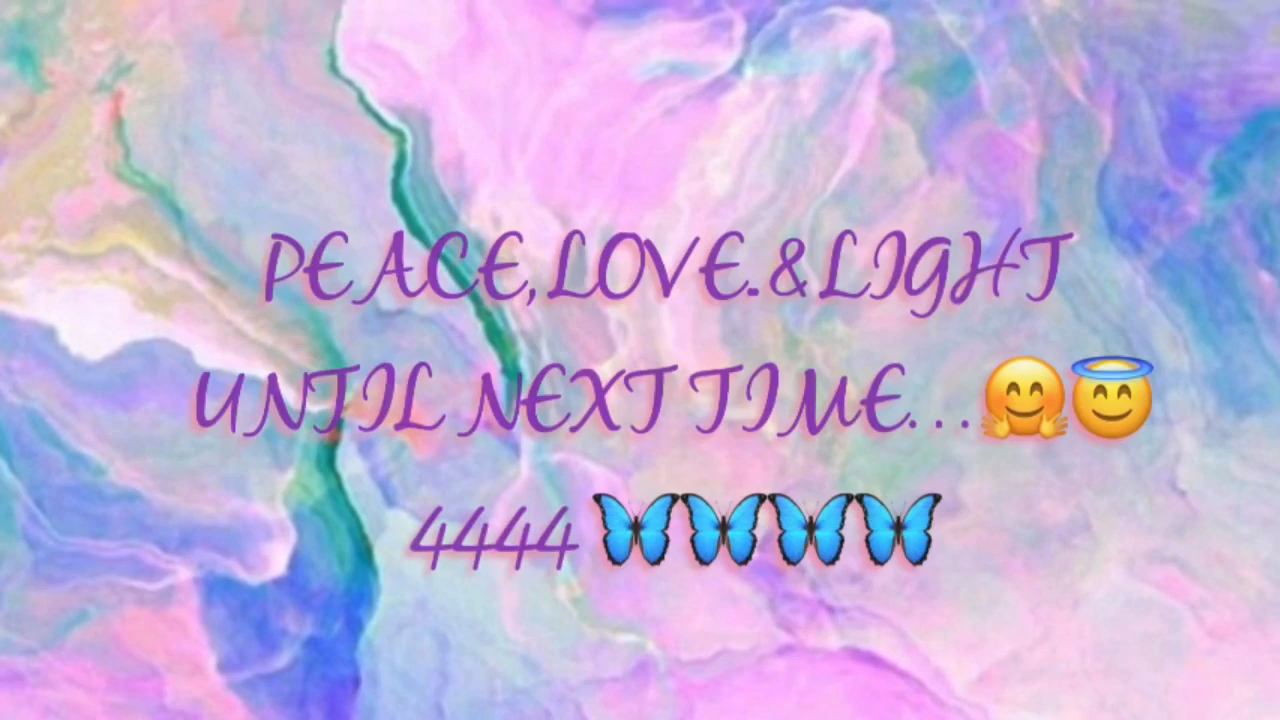 PEACE,LOVE.&LIGHT
UNTIL NEXT TIME...🤗😇
4444 🦋🦋🦋🦋